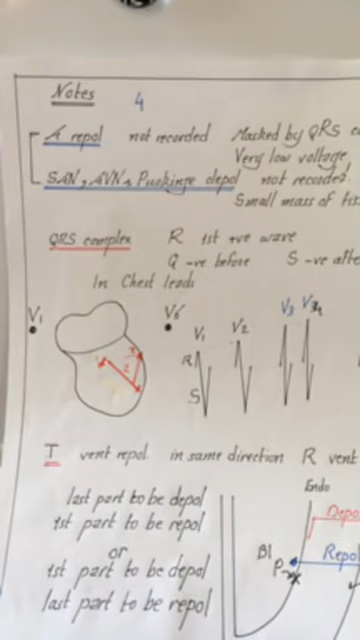 Notes
4
A repol not recorded Masked by QRS
Very low voltage
SAN, AVN, Puokinge depol not recorded.
Small mass of
QRS complex R 1st +ve wave
Q -ve before S -ve
In Chest leads
V1 V6 V1 V2 V3
R
S
T vent repol. in same direction R vent
last part to be depol
1st part to be repol
or
1st part to be depol
last part to be repol
Endo
Depo
Repol
Bl
P